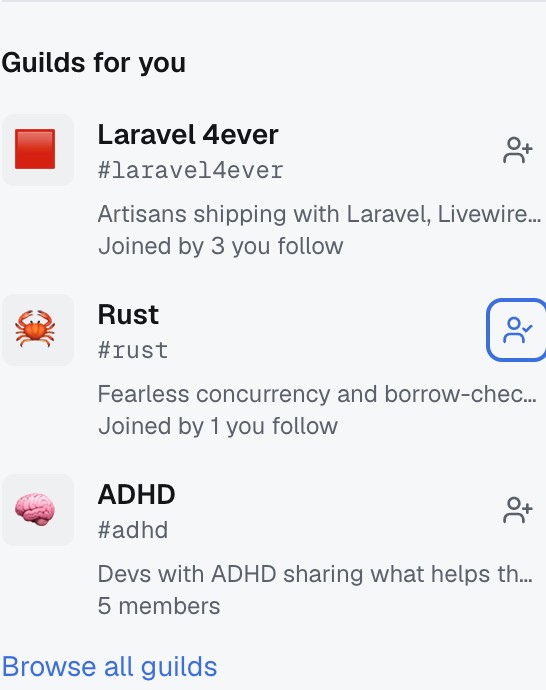 Guilds for you
Laravel 4ever
#laravel4ever
Artisans shipping with Laravel, Livewire...
Joined by 3 you follow
Rust
#rust
Fearless concurrency and borrow-chec...
Joined by 1 you follow
ADHD
#adhd
Devs with ADHD sharing what helps th...
5 members
Browse all guilds